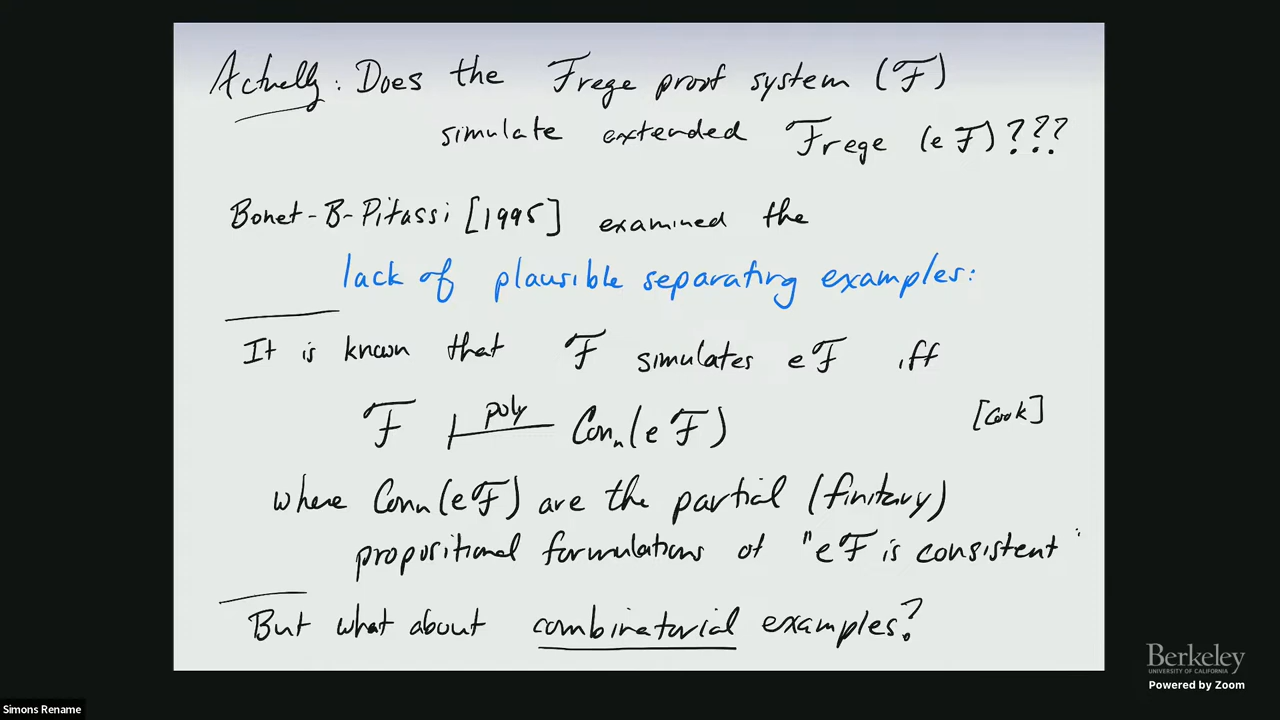 Actually: Does the Frege proof system (F)
simulate extended Frege (eF)???
Bonet-B-Pitassi [1995] examined the
lack of plausible separating examples:
It is known that F simulates eF iff
F ⊢poly Conₙ(eF) [Cook]
where Conₙ(eF) are the partial (finitary)
propositional formulations of "eF is consistent"
But what about combinatorial examples?
Berkeley
UNIVERSITY OF CALIFORNIA
Powered by Zoom
Simons Rename